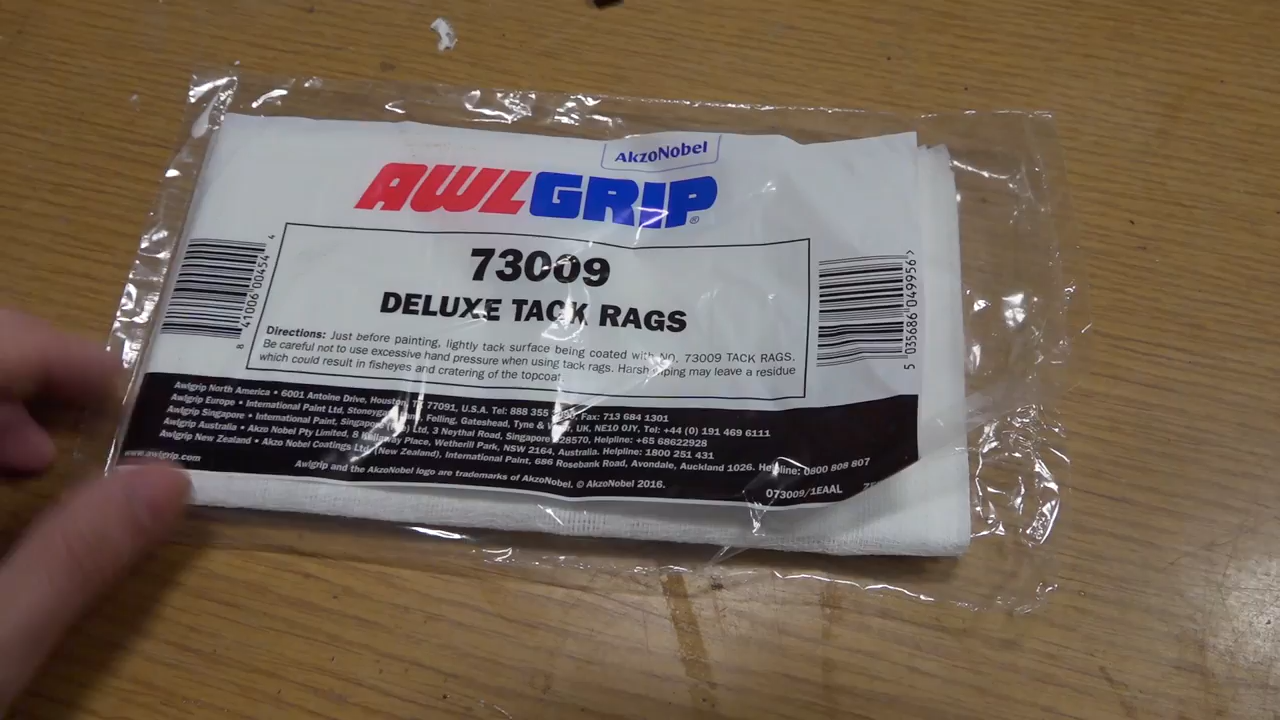 AkzoNobel
AWLGRIP®
73009
DELUXE TACK RAGS
Directions: Just before painting, lightly tack surface being coated with NO. 73009 TACK RAGS.
Be careful not to use excessive hand pressure when using tack rags. Harsh wiping may leave a residue
which could result in fisheyes and cratering of the topcoat.
8 41006 00454 4
5 035686 049956
Awlgrip North America • 6001 Antoine Drive, Houston, TX 77091, U.S.A. Tel: 888 355 Fax: 713 684 1301
Awlgrip Europe • International Paint Ltd, Felling, Gateshead, Tyne & UK, NE10 0JY, Tel: +44 (0) 191 469 6111
Awlgrip Singapore • International Paint, Singapore Ltd, 3 Neythal Road, Singapore 628570, Helpline: +65 68622928
Awlgrip Australia • Akzo Nobel Pty Limited, 8 Place, Wetherill Park, NSW 2164, Australia. Helpline: 1800 251 431
Awlgrip New Zealand • Akzo Nobel Coatings Ltd (New Zealand), International Paint, 686 Rosebank Road, Avondale, Auckland 1026. Helpline: 0800 808 807
www.awlgrip.com
Awlgrip and the AkzoNobel logo are trademarks of AkzoNobel. © AkzoNobel 2016.
073009/1EAAL